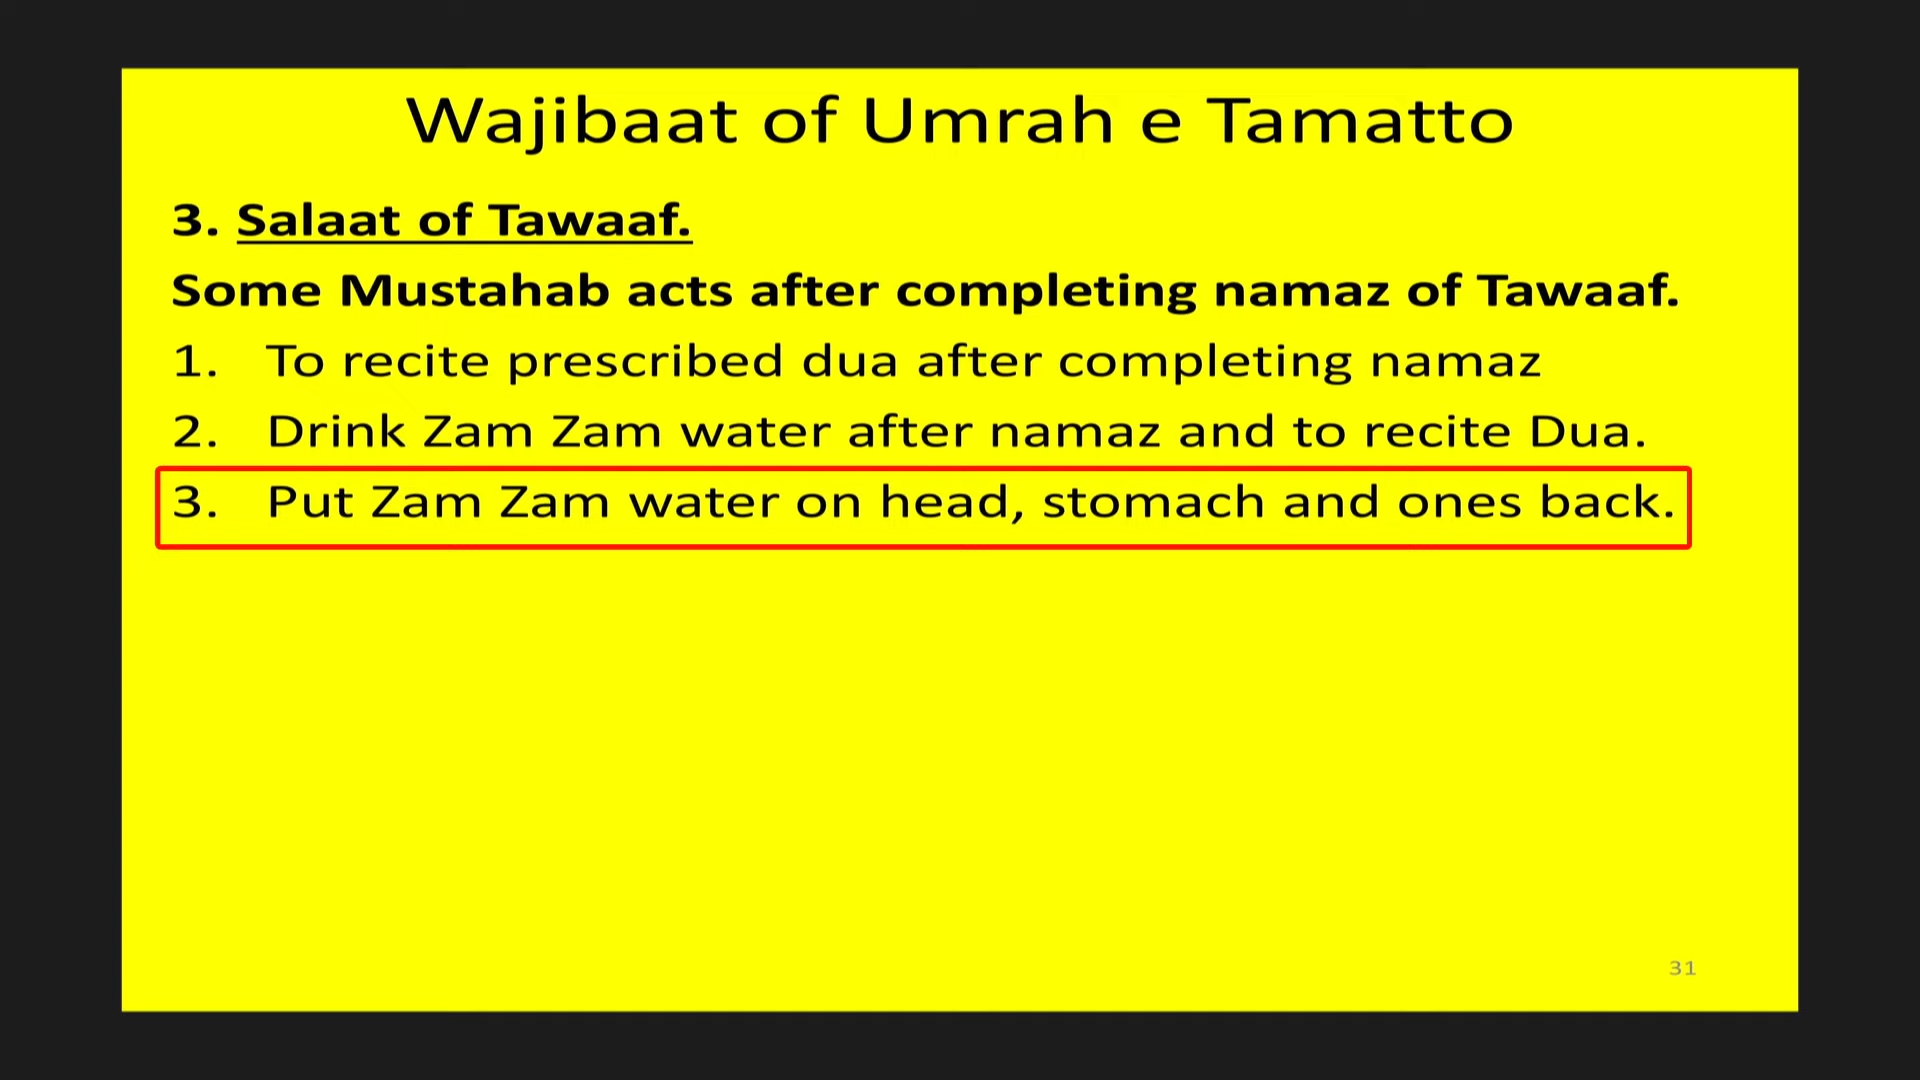 Wajibaat of Umrah e Tamatto
3. Salaat of Tawaaf.
Some Mustahab acts after completing namaz of Tawaaf.
1. To recite prescribed dua after completing namaz
2. Drink Zam Zam water after namaz and to recite Dua.
3. Put Zam Zam water on head, stomach and ones back.
31